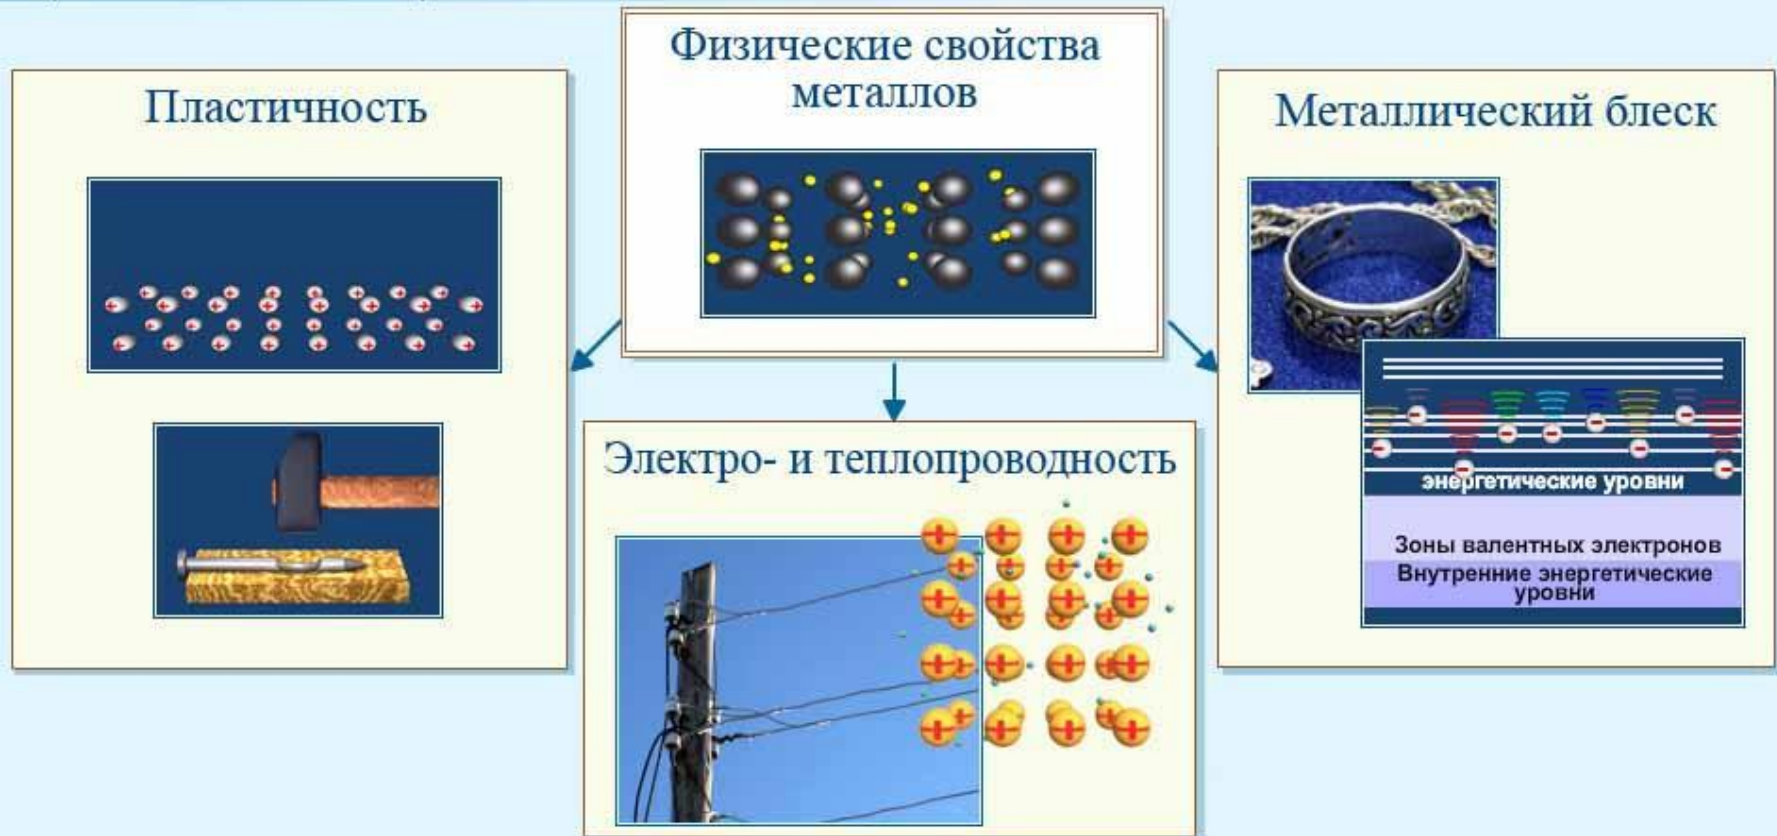 Физические свойства
металлов
Пластичность
Металлический блеск
Электро- и теплопроводность
энергетические уровни
Зоны валентных электронов
Внутренние энергетические
уровни